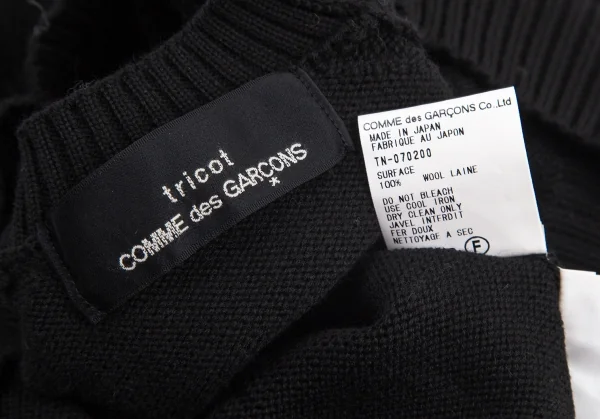 tricot
COMME des GARCONS
*
COMME des GARÇONS Co.,Ltd
MADE IN JAPAN
FABRIQUE AU JAPON
TN-070200
SURFACE
100% WOOL LAINE
DO NOT BLEACH
USE COOL IRON
DRY CLEAN ONLY
JAVEL INTERDIT
FER DOUX
NETTOYAGE A SEC
F